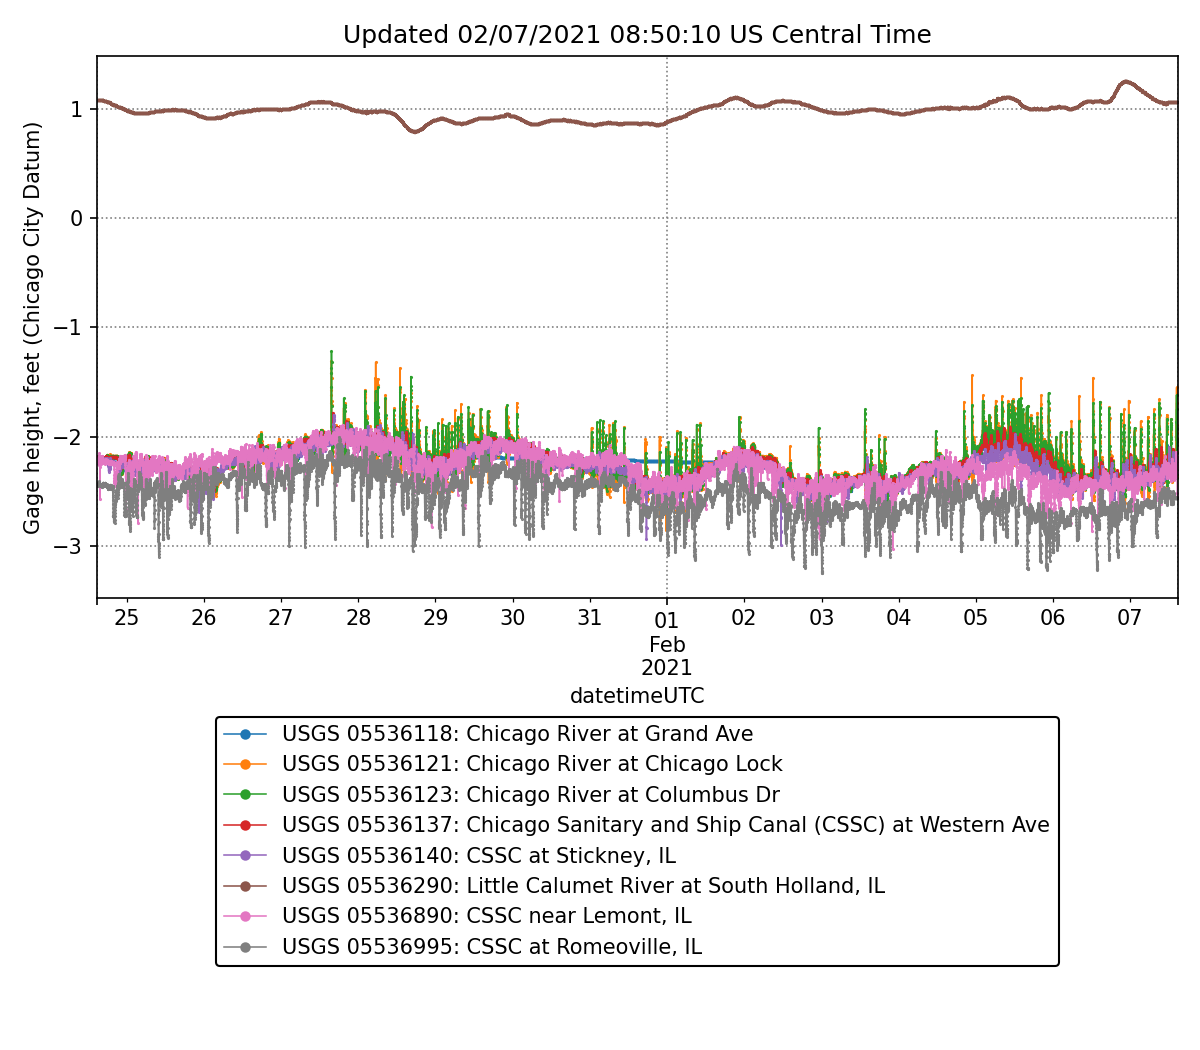 Updated 02/07/2021 08:50:10 US Central Time
Gage height, feet (Chicago City Datum)
1
0
−1
−2
−3
25 26 27 28 29 30 31 01 02 03 04 05 06 07
Feb
2021
datetimeUTC
USGS 05536118: Chicago River at Grand Ave
USGS 05536121: Chicago River at Chicago Lock
USGS 05536123: Chicago River at Columbus Dr
USGS 05536137: Chicago Sanitary and Ship Canal (CSSC) at Western Ave
USGS 05536140: CSSC at Stickney, IL
USGS 05536290: Little Calumet River at South Holland, IL
USGS 05536890: CSSC near Lemont, IL
USGS 05536995: CSSC at Romeoville, IL